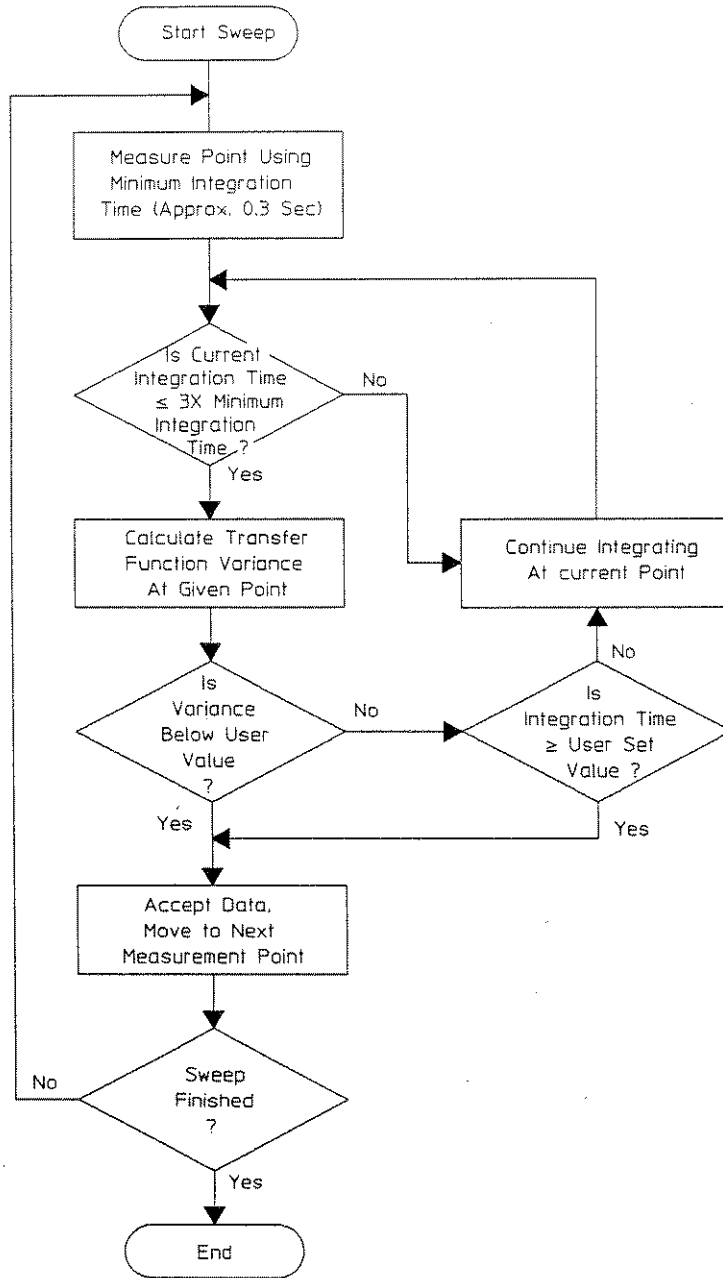 Start Sweep
Measure Point Using
Minimum Integration
Time (Approx. 0.3 Sec)
Is Current
Integration Time
≤ 3X Minimum
Integration
Time ?
No
Yes
Calculate Transfer
Function Variance
At Given Point
Continue Integrating
At current Point
No
Is
Variance
Below User
Value
?
No
Is
Integration Time
≥ User Set
Value ?
Yes
Yes
Accept Data,
Move to Next
Measurement Point
No
Sweep
Finished
?
Yes
End